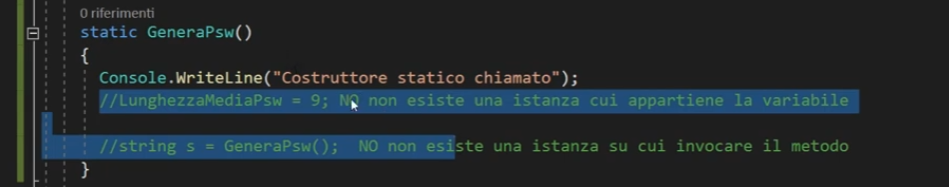 0 riferimenti
static GeneraPsw()
{
Console.WriteLine("Costruttore statico chiamato");
//LunghezzaMediaPsw = 9; NO non esiste una istanza cui appartiene la variabile
//string s = GeneraPsw(); NO non esiste una istanza su cui invocare il metodo
}